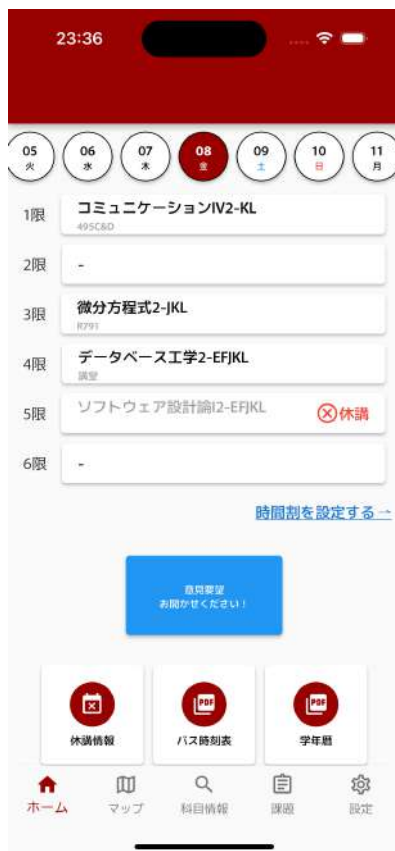 23:36
05
火
06
水
07
木
08
金
09
土
10
日
11
月
1限
コミュニケーションIV2-KL
495C&D
2限
-
3限
微分方程式2-JKL
R791
4限
データベース工学2-EFJKL
講堂
5限
ソフトウェア設計論I2-EFJKL
休講
6限
-
時間割を設定する→
意見要望
お聞かせください！
休講情報
PDF
バス時刻表
PDF
学年暦
ホーム
マップ
科目情報
課題
設定